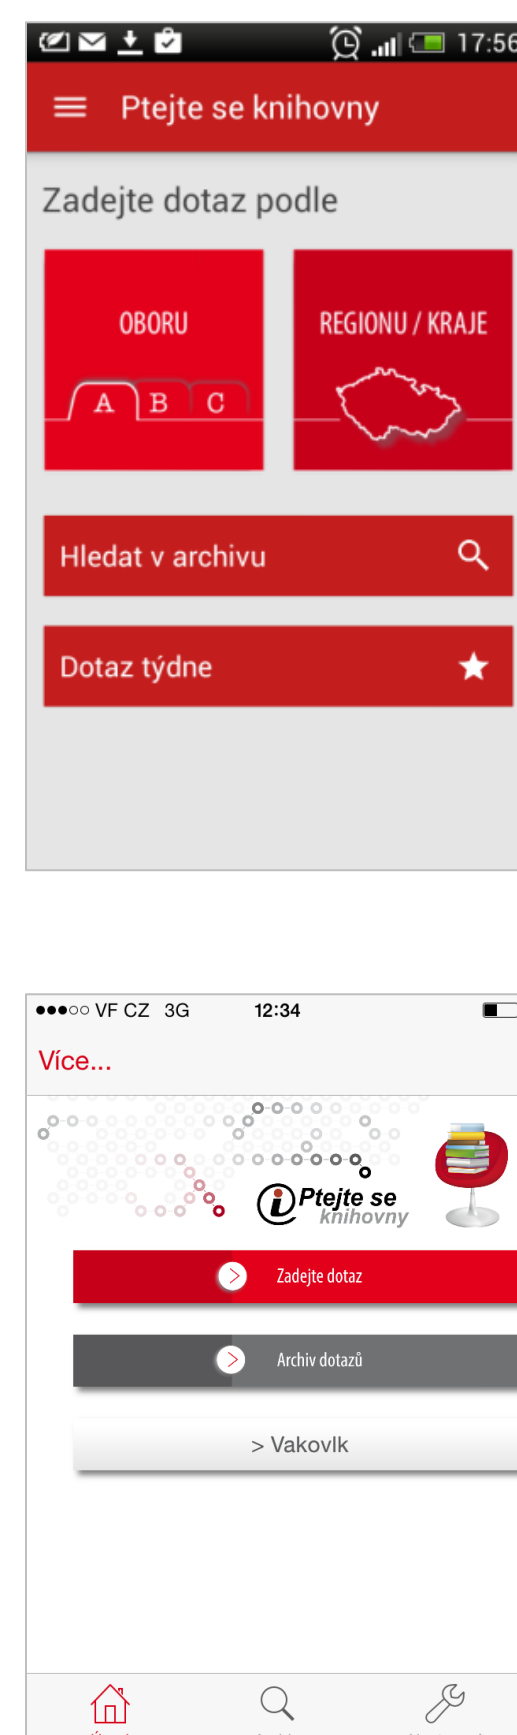 17:56
Ptejte se knihovny
Zadejte dotaz podle
OBORU
REGIONU / KRAJE
A B C
Hledat v archivu
Dotaz týdne
VF CZ 3G 12:34
Více...
i Ptejte se
knihovny
Zadejte dotaz
Archiv dotazů
> Vakovlk